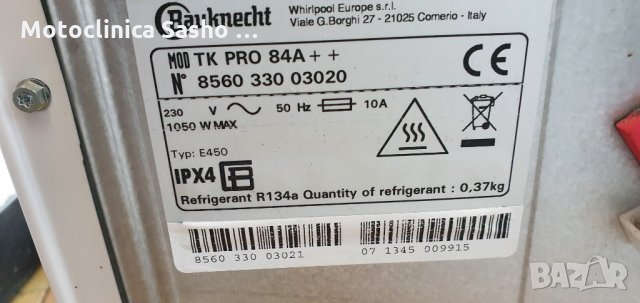 Motoclinica Sasho ...
Bauknecht
Whirlpool Europe s.r.l.
Viale G.Borghi 27 - 21025 Comerio - Italy
MOD TK PRO 84A++
N° 8560 330 03020
CE
230 V 50 Hz 10A
1050 W MAX
Typ: E450
IPX4
Refrigerant R134a Quantity of refrigerant : 0,37kg
8560 330 03021 07 1345 009915
BAZAR.BG